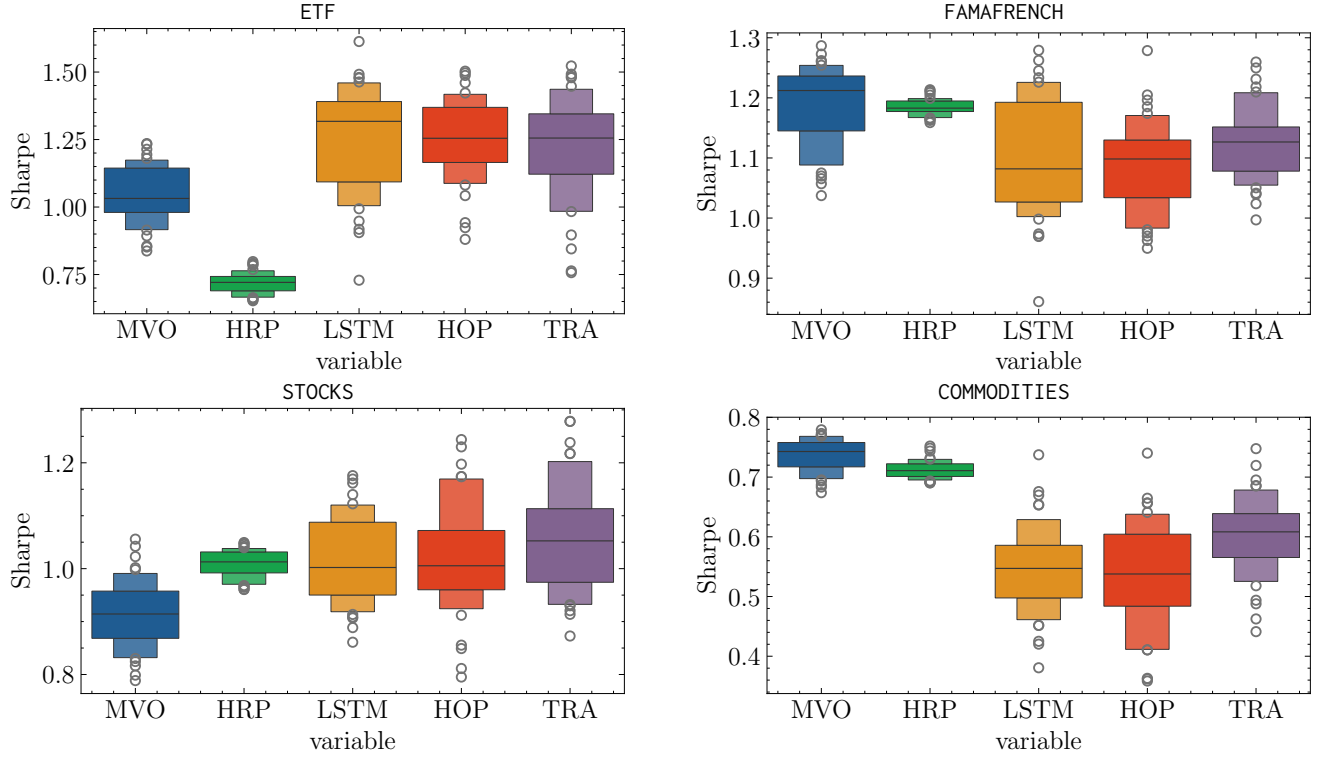 ETF
1.50
1.25
1.00
0.75
Sharpe
MVO HRP LSTM HOP TRA
variable
FAMAFRENCH
1.3
1.2
1.1
1.0
0.9
Sharpe
MVO HRP LSTM HOP TRA
variable
STOCKS
1.2
1.0
0.8
Sharpe
MVO HRP LSTM HOP TRA
variable
COMMODITIES
0.8
0.7
0.6
0.5
0.4
Sharpe
MVO HRP LSTM HOP TRA
variable